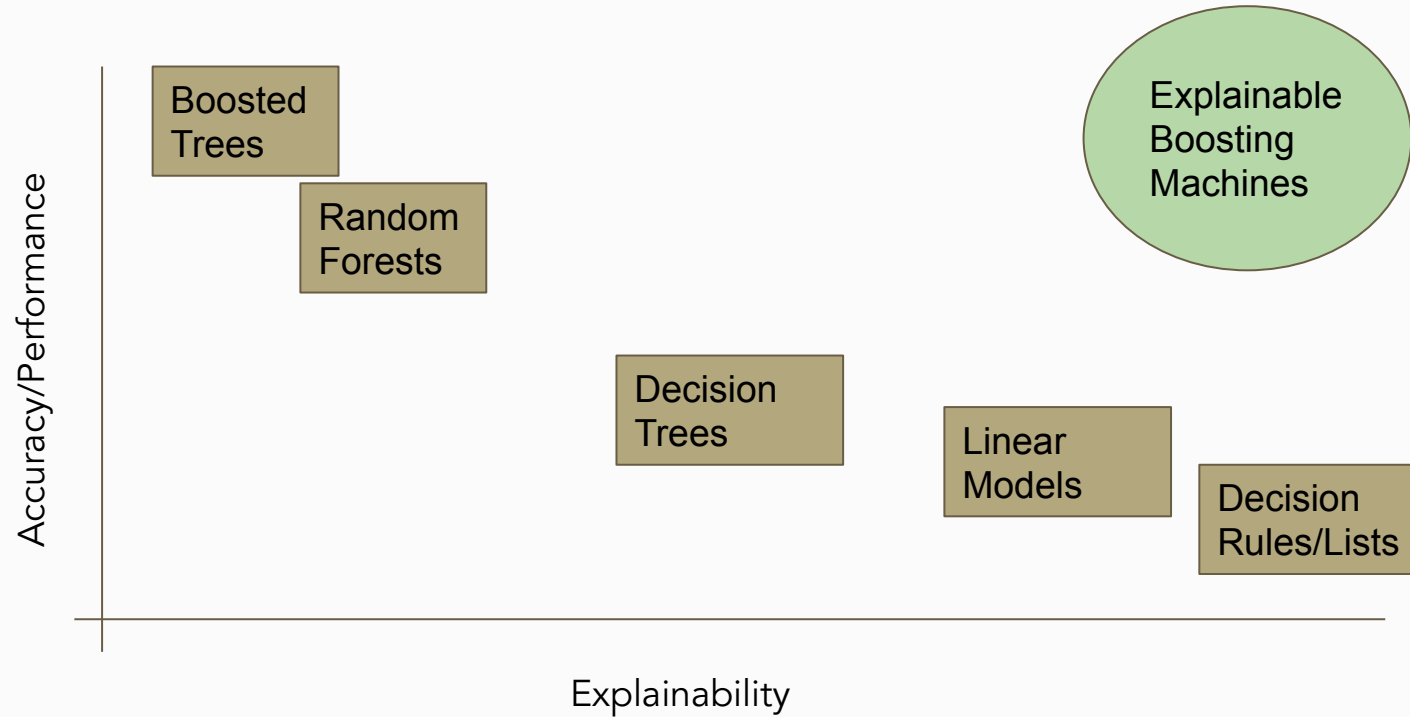 Boosted
Trees
Explainable
Boosting
Machines
Random
Forests
Accuracy/Performance
Decision
Trees
Linear
Models
Decision
Rules/Lists
Explainability